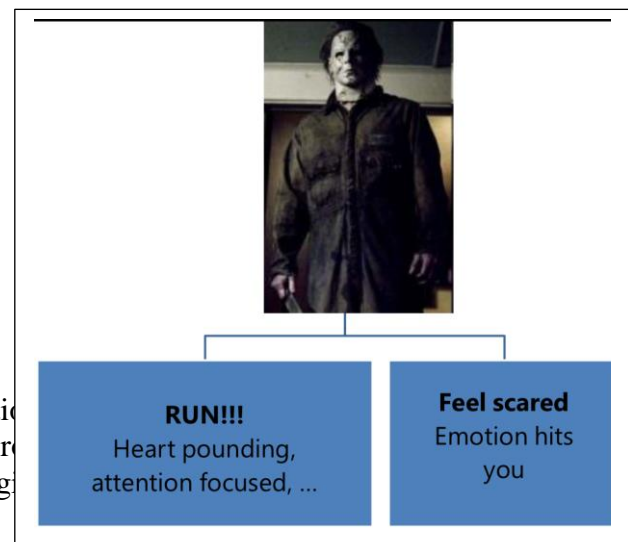 RUN!!!
Heart pounding,
attention focused, ...
Feel scared
Emotion hits
you